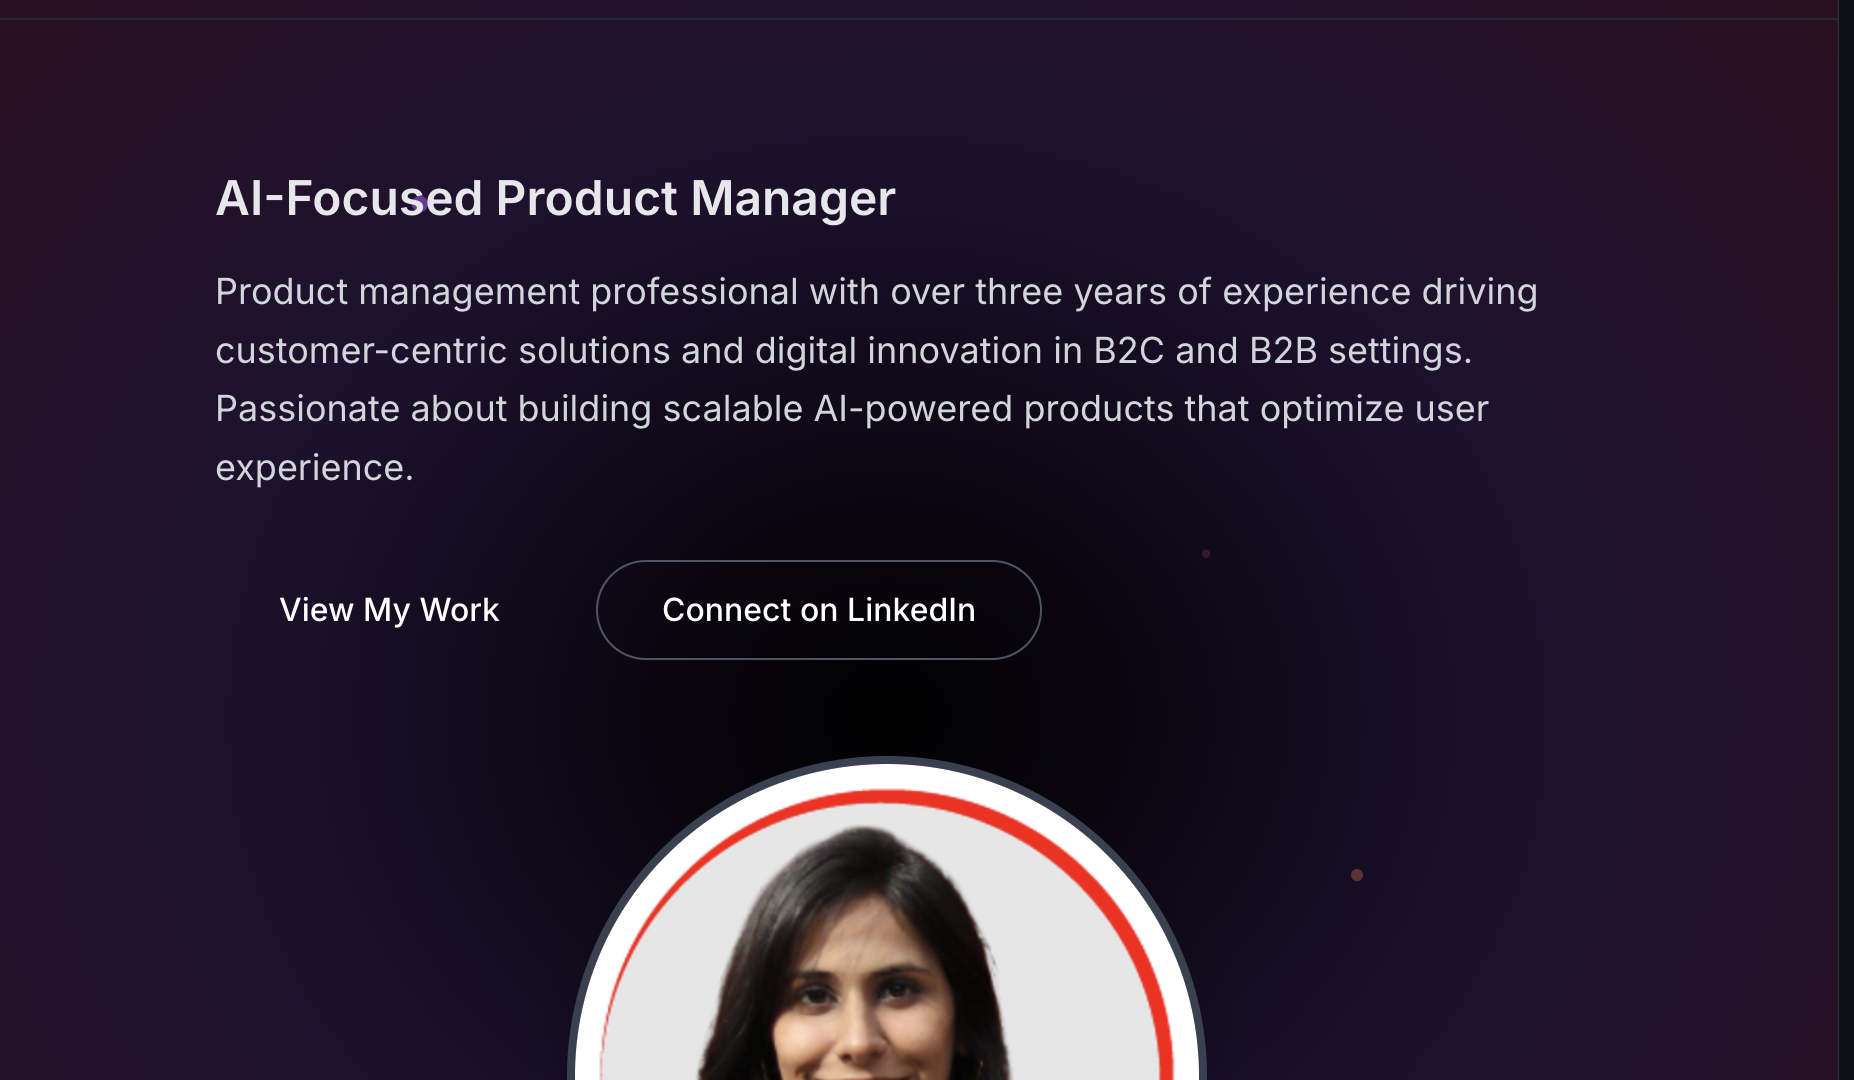 AI-Focused Product Manager
Product management professional with over three years of experience driving
customer-centric solutions and digital innovation in B2C and B2B settings.
Passionate about building scalable AI-powered products that optimize user
experience.
View My Work
Connect on LinkedIn